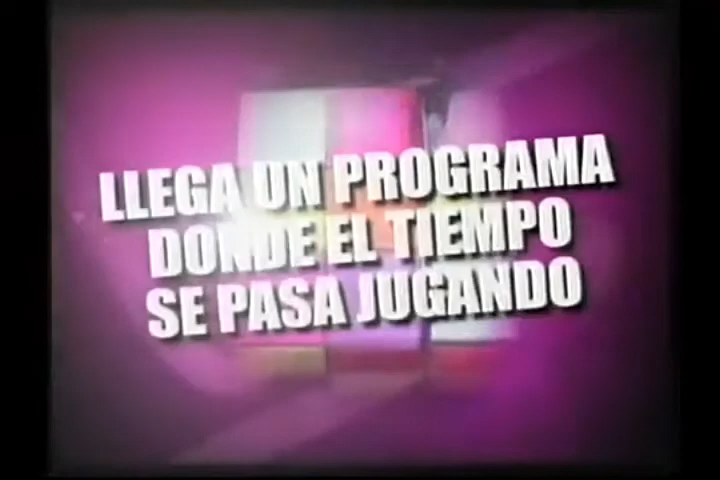 LLEGA UN PROGRAMA
DONDE EL TIEMPO
SE PASA JUGANDO